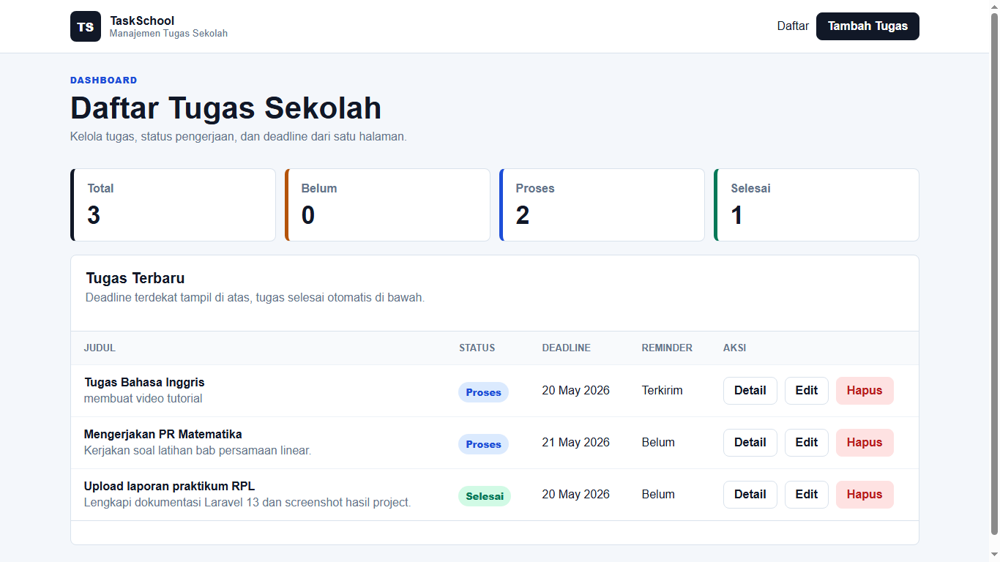 TS
TaskSchool
Manajemen Tugas Sekolah
Daftar
Tambah Tugas
DASHBOARD
Daftar Tugas Sekolah
Kelola tugas, status pengerjaan, dan deadline dari satu halaman.
Total
3
Belum
0
Proses
2
Selesai
1
Tugas Terbaru
Deadline terdekat tampil di atas, tugas selesai otomatis di bawah.
JUDUL STATUS DEADLINE REMINDER AKSI
Tugas Bahasa Inggris
membuat video tutorial
Proses 20 May 2026 Terkirim Detail Edit Hapus
Mengerjakan PR Matematika
Kerjakan soal latihan bab persamaan linear.
Proses 21 May 2026 Belum Detail Edit Hapus
Upload laporan praktikum RPL
Lengkapi dokumentasi Laravel 13 dan screenshot hasil project.
Selesai 20 May 2026 Belum Detail Edit Hapus